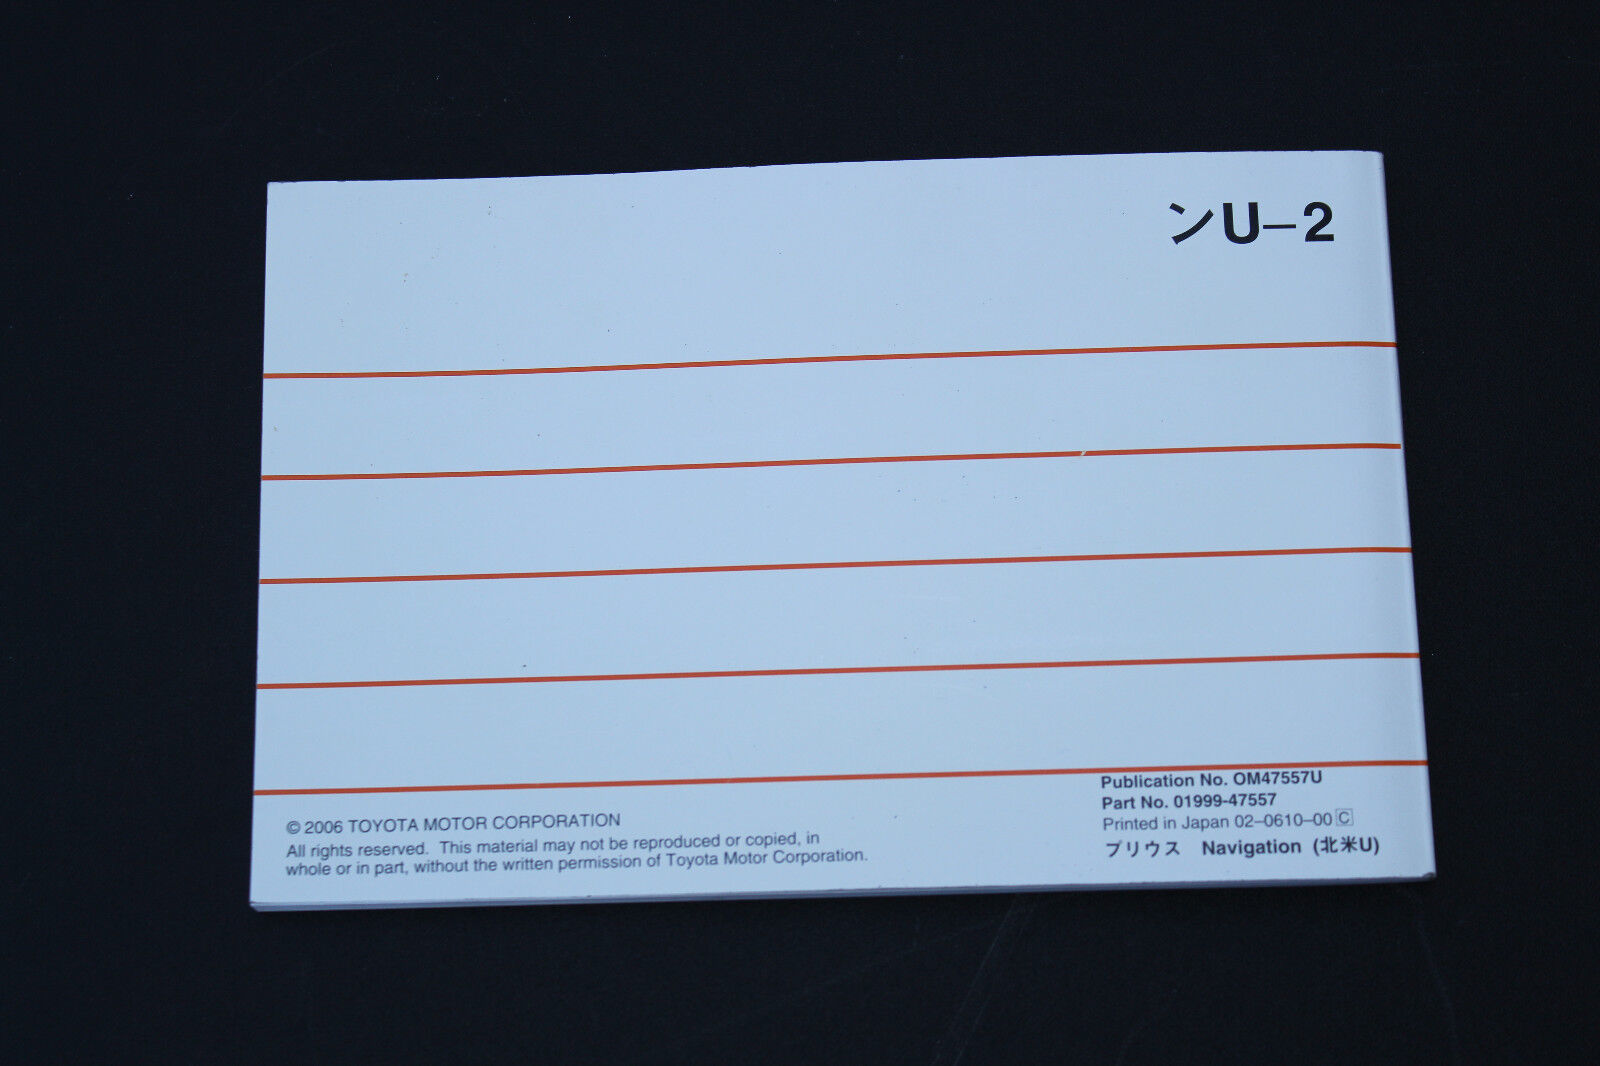 ンU−2
© 2006 TOYOTA MOTOR CORPORATION
All rights reserved.  This material may not be reproduced or copied, in
whole or in part, without the written permission of Toyota Motor Corporation.
Publication No. OM47557U
Part No. 01999-47557
Printed in Japan 02−0610−00 C
プリウス　Navigation (北米U)